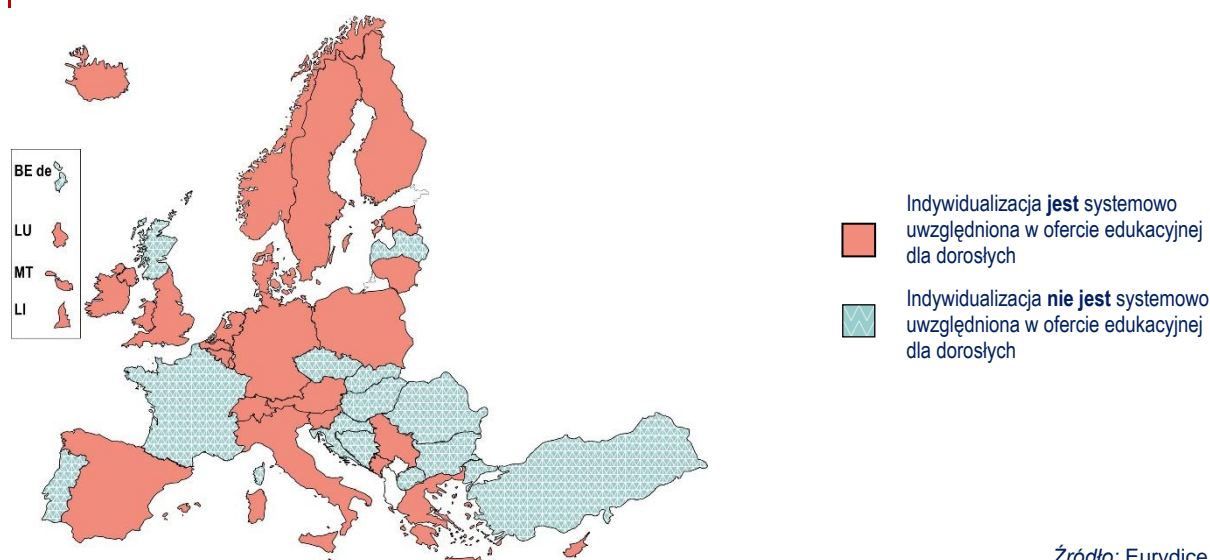 BE de
LU
MT
LI
Indywidualizacja jest systemowo
uwzględniona w ofercie edukacyjnej
dla dorosłych
Indywidualizacja nie jest systemowo
uwzględniona w ofercie edukacyjnej
dla dorosłych
Źródło: Eurydice